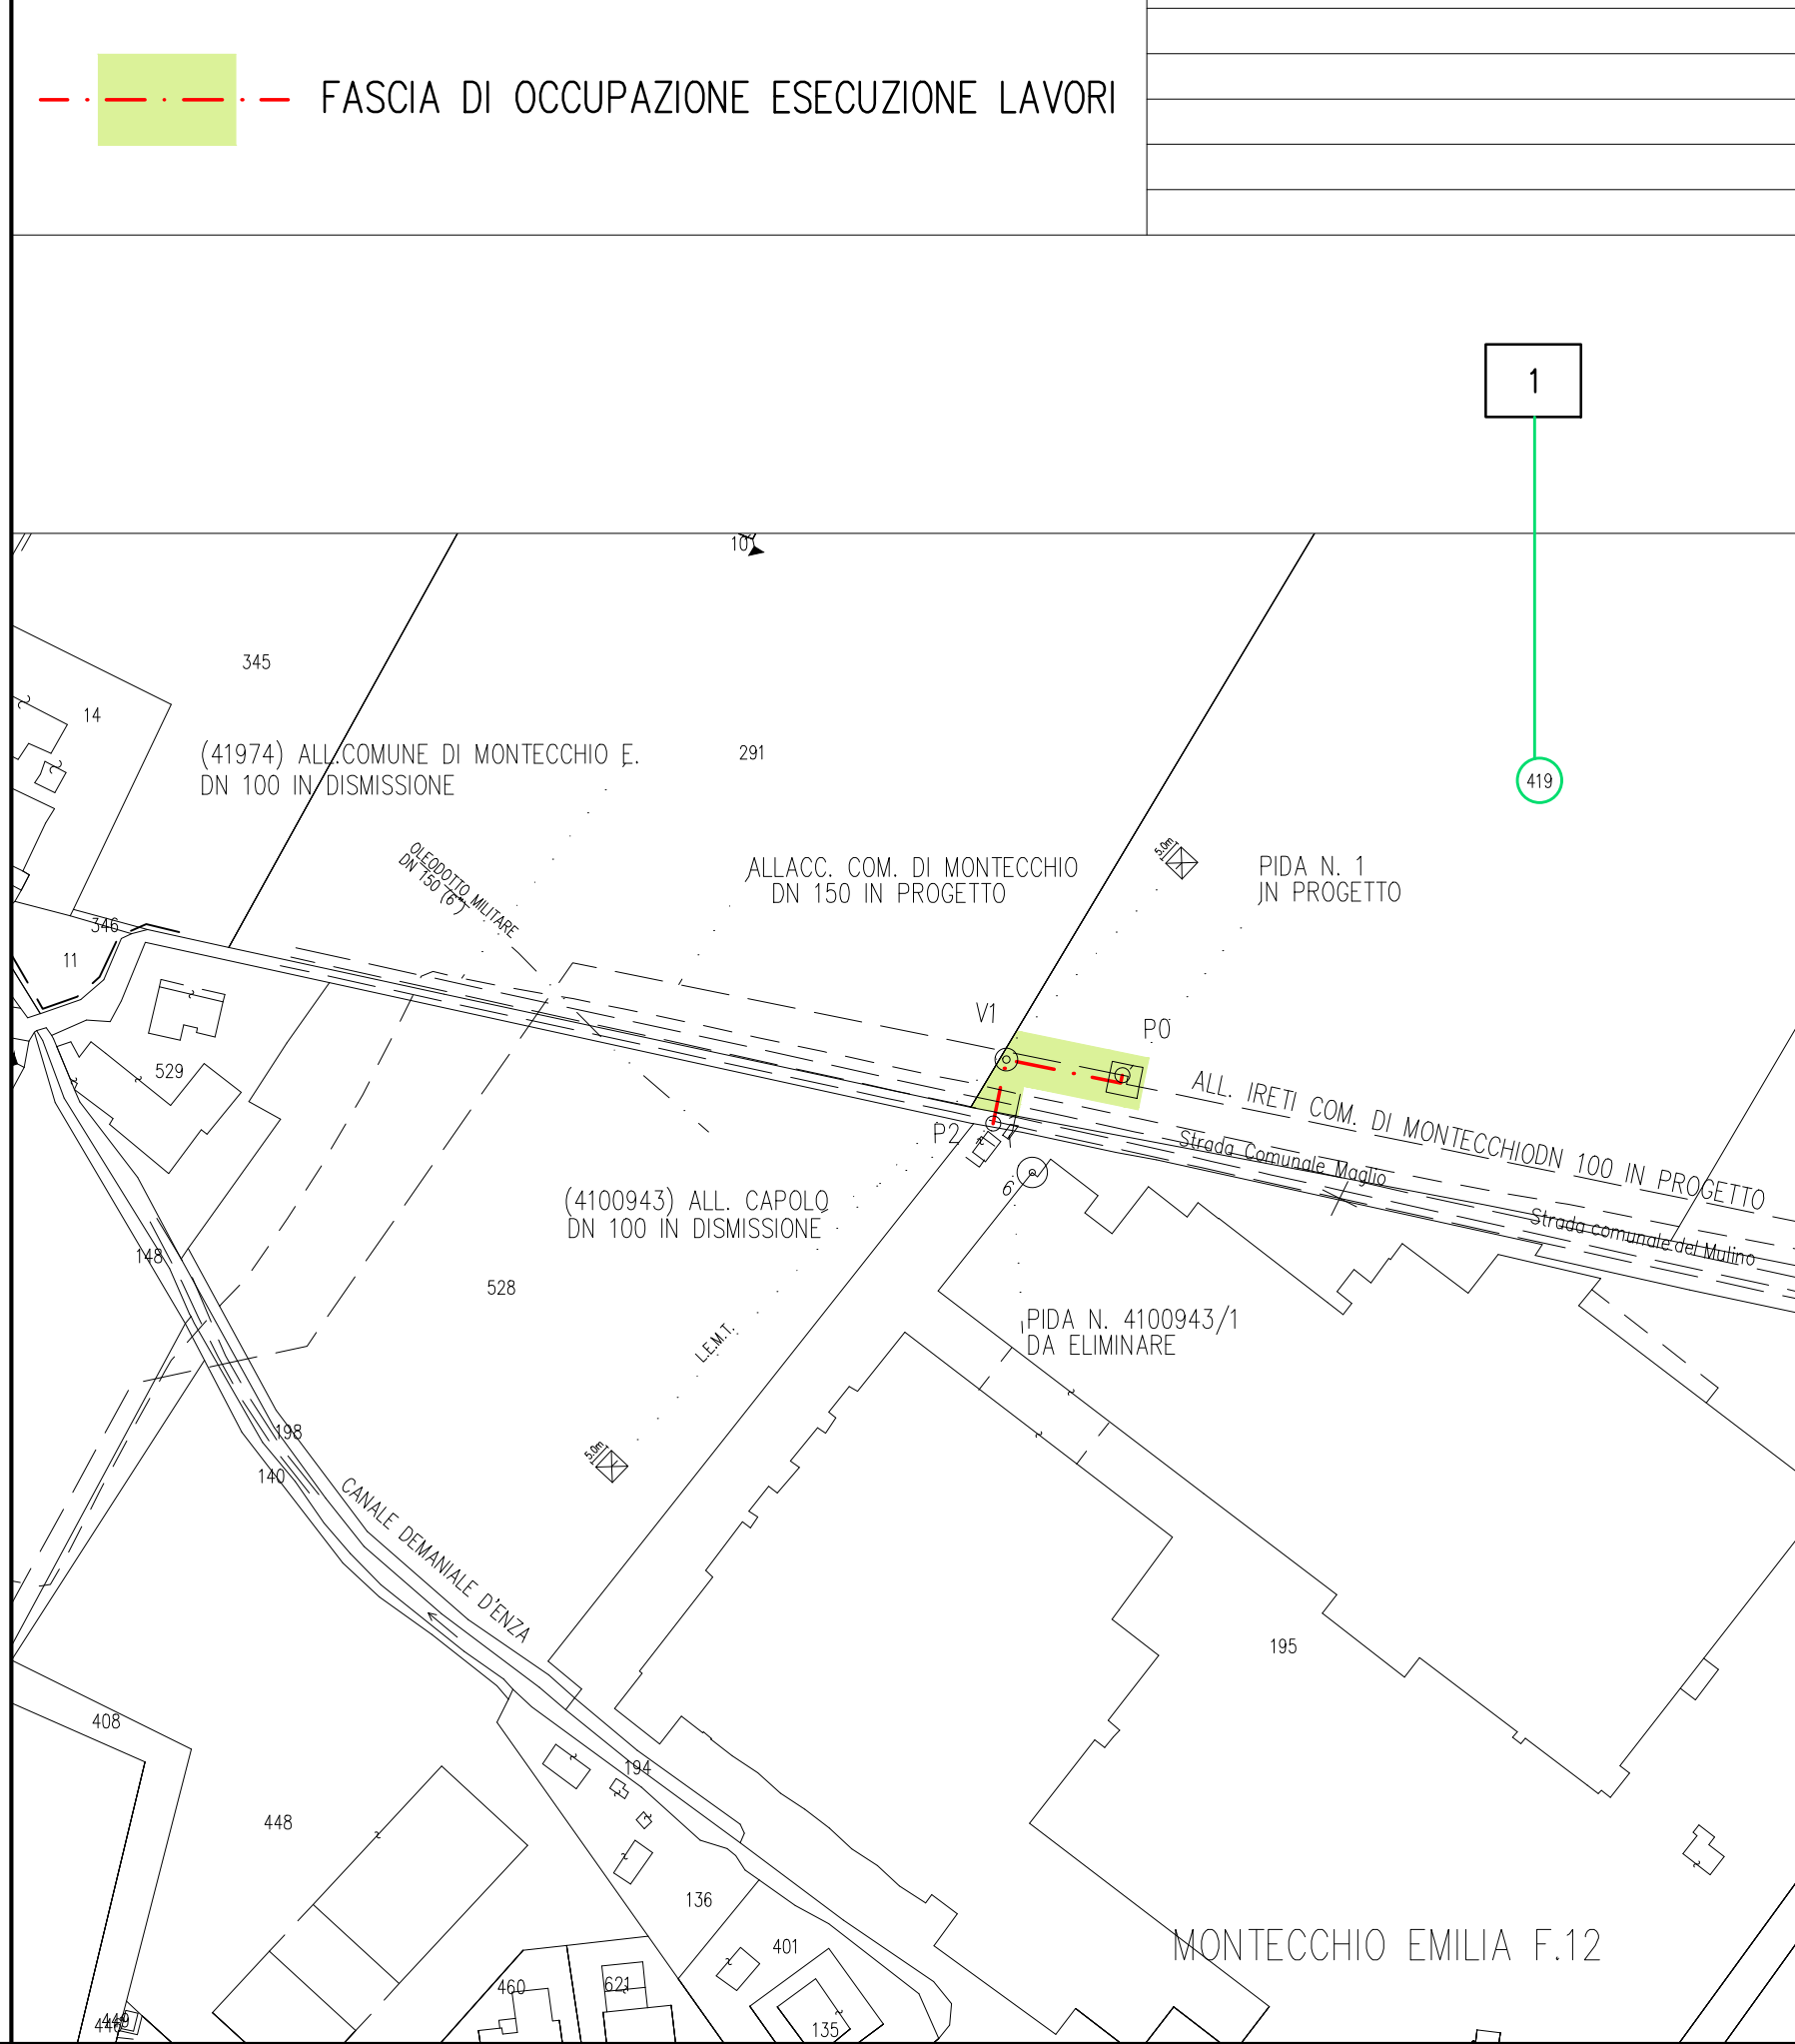 FASCIA DI OCCUPAZIONE ESECUZIONE LAVORI
1
10
345
14
(41974) ALL.COMUNE DI MONTECCHIO E.
DN 100 IN DISMISSIONE
291
419
OLEODOTTO MILITARE
DN 150 (6")
ALLACC. COM. DI MONTECCHIO
DN 150 IN PROGETTO
5.0m
PIDA N. 1
IN PROGETTO
346
11
V1
P0
529
ALL. IRETI COM. DI MONTECCHIODN 100 IN PROGETTO
P2
Strada Comunale Maglio
6
(4100943) ALL. CAPOLO
DN 100 IN DISMISSIONE
Strada comunale del Mulino
148
528
PIDA N. 4100943/1
DA ELIMINARE
L.E.M.T.
198
5.0m
140
CANALE DEMANIALE D'ENZA
195
408
194
448
136
401
MONTECCHIO EMILIA F.12
460
621
449
135